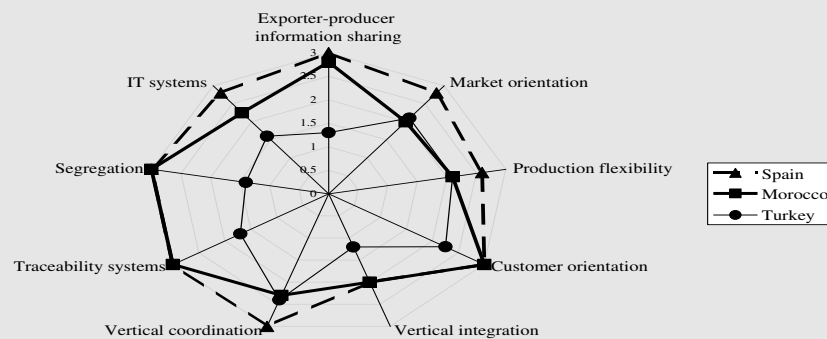 Exporter-producer
information sharing
3
2.5
2
1.5
1
0.5
0
IT systems
Market orientation
Segregation
Production flexibility
Traceability systems
Customer orientation
Vertical coordination
Vertical integration
Spain
Morocco
Turkey